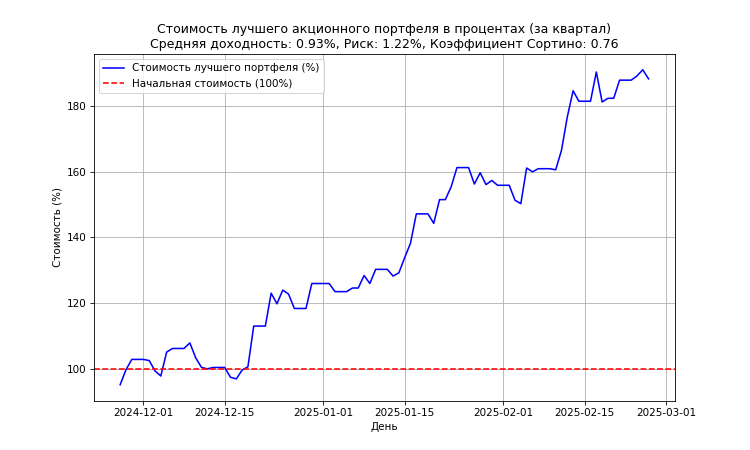 Стоимость лучшего акционного портфеля в процентах (за квартал)
Средняя доходность: 0.93%, Риск: 1.22%, Коэффициент Сортино: 0.76
Стоимость лучшего портфеля (%)
Начальная стоимость (100%)
Стоимость (%)
180
160
140
120
100
2024-12-01 2024-12-15 2025-01-01 2025-01-15 2025-02-01 2025-02-15 2025-03-01
День